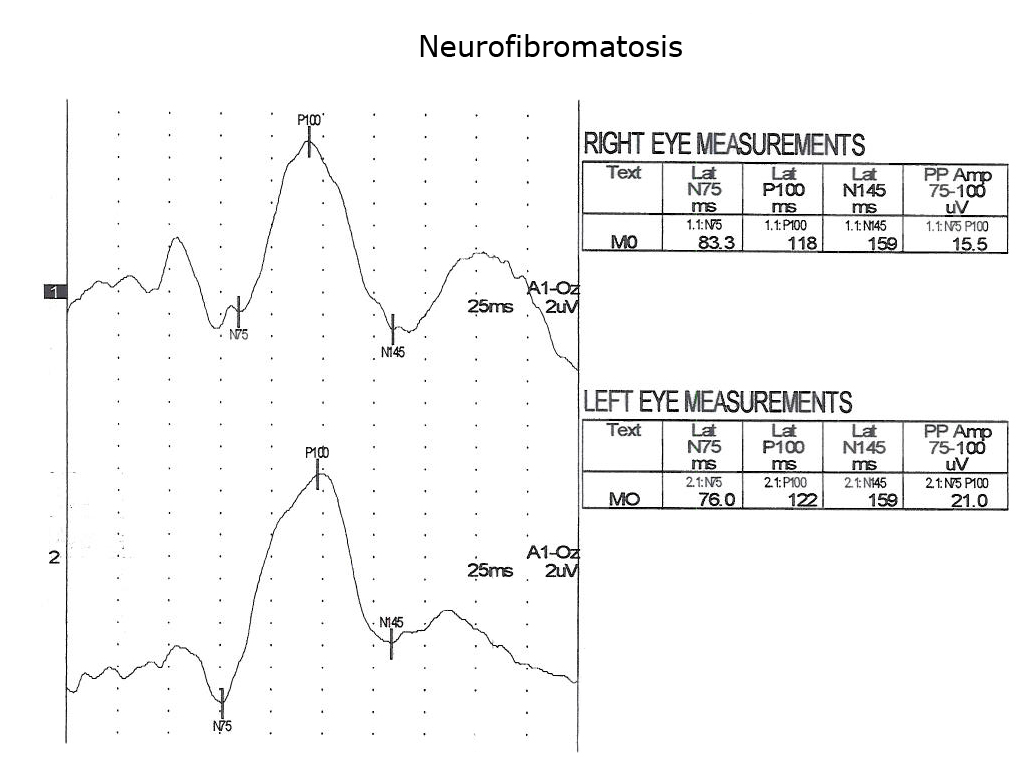 Neurofibromatosis
P100
1
N75
N145
A1-Oz
25ms 2uV
RIGHT EYE MEASUREMENTS
Text Lat Lat Lat PP Amp
N75 P100 N145 75-100
ms ms ms uV
1.1:N75 1.1:P100 1.1:N145 1.1:N75 P100
M0 83.3 118 159 15.5
P100
2
N145
N75
A1-Oz
25ms 2uV
LEFT EYE MEASUREMENTS
Text Lat Lat Lat PP Amp
N75 P100 N145 75-100
ms ms ms uV
2.1:N75 2.1:P100 2.1:N145 2.1:N75 P100
MO 76.0 122 159 21.0